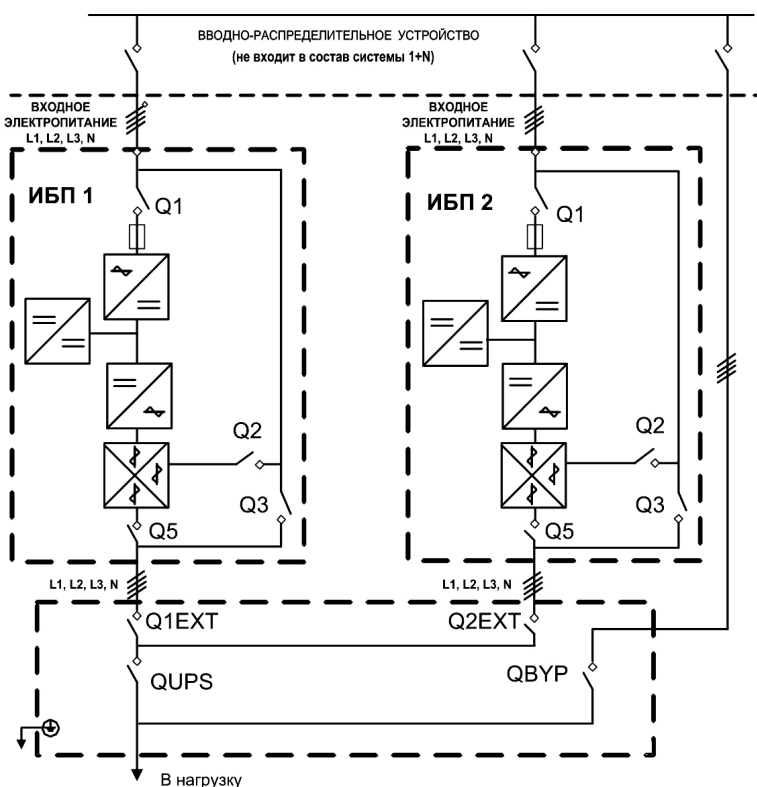 ВВОДНО-РАСПРЕДЕЛИТЕЛЬНОЕ УСТРОЙСТВО
(не входит в состав системы 1+N)
ВХОДНОЕ
ЭЛЕКТРОПИТАНИЕ
L1, L2, L3, N
ВХОДНОЕ
ЭЛЕКТРОПИТАНИЕ
L1, L2, L3, N
ИБП 1
Q1
ИБП 2
Q1
Q2
Q3
Q5
Q2
Q3
Q5
L1, L2, L3, N
L1, L2, L3, N
Q1EXT
Q2EXT
QUPS
QBYP
В нагрузку